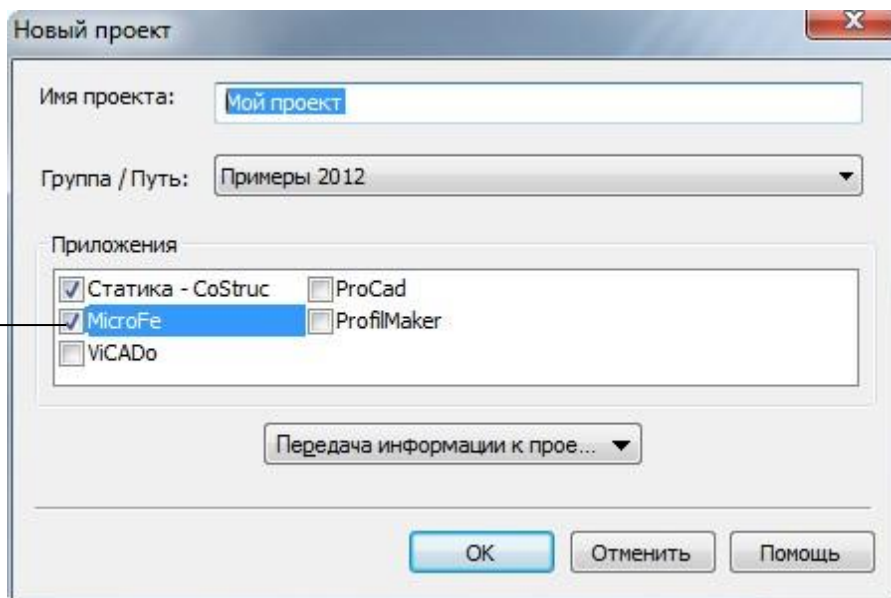 Новый проект
Имя проекта: Мой проект
Группа / Путь: Примеры 2012
Приложения
Статика - CoStruc ProCad
MicroFe ProfilMaker
ViCADo
Передача информации к прое...
OK Отменить Помощь